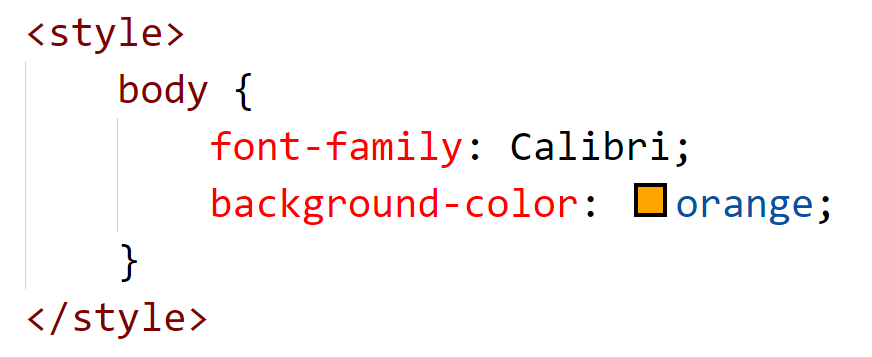 <style>
body {
font-family: Calibri;
background-color: orange;
}
</style>